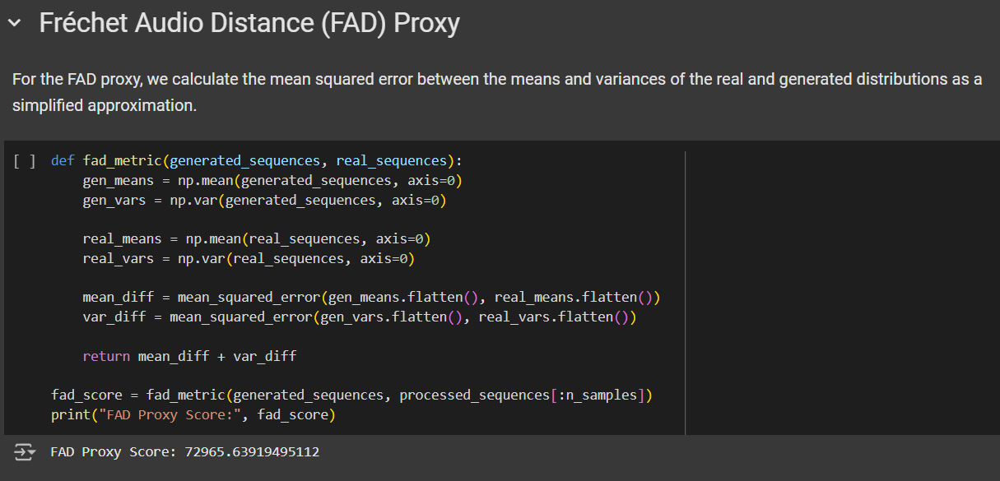 Fréchet Audio Distance (FAD) Proxy
For the FAD proxy, we calculate the mean squared error between the means and variances of the real and generated distributions as a
simplified approximation.
[ ] def fad_metric(generated_sequences, real_sequences):
    gen_means = np.mean(generated_sequences, axis=0)
    gen_vars = np.var(generated_sequences, axis=0)
    real_means = np.mean(real_sequences, axis=0)
    real_vars = np.var(real_sequences, axis=0)
    mean_diff = mean_squared_error(gen_means.flatten(), real_means.flatten())
    var_diff = mean_squared_error(gen_vars.flatten(), real_vars.flatten())
    return mean_diff + var_diff
fad_score = fad_metric(generated_sequences, processed_sequences[:n_samples])
print("FAD Proxy Score:", fad_score)
FAD Proxy Score: 72965.63919495112